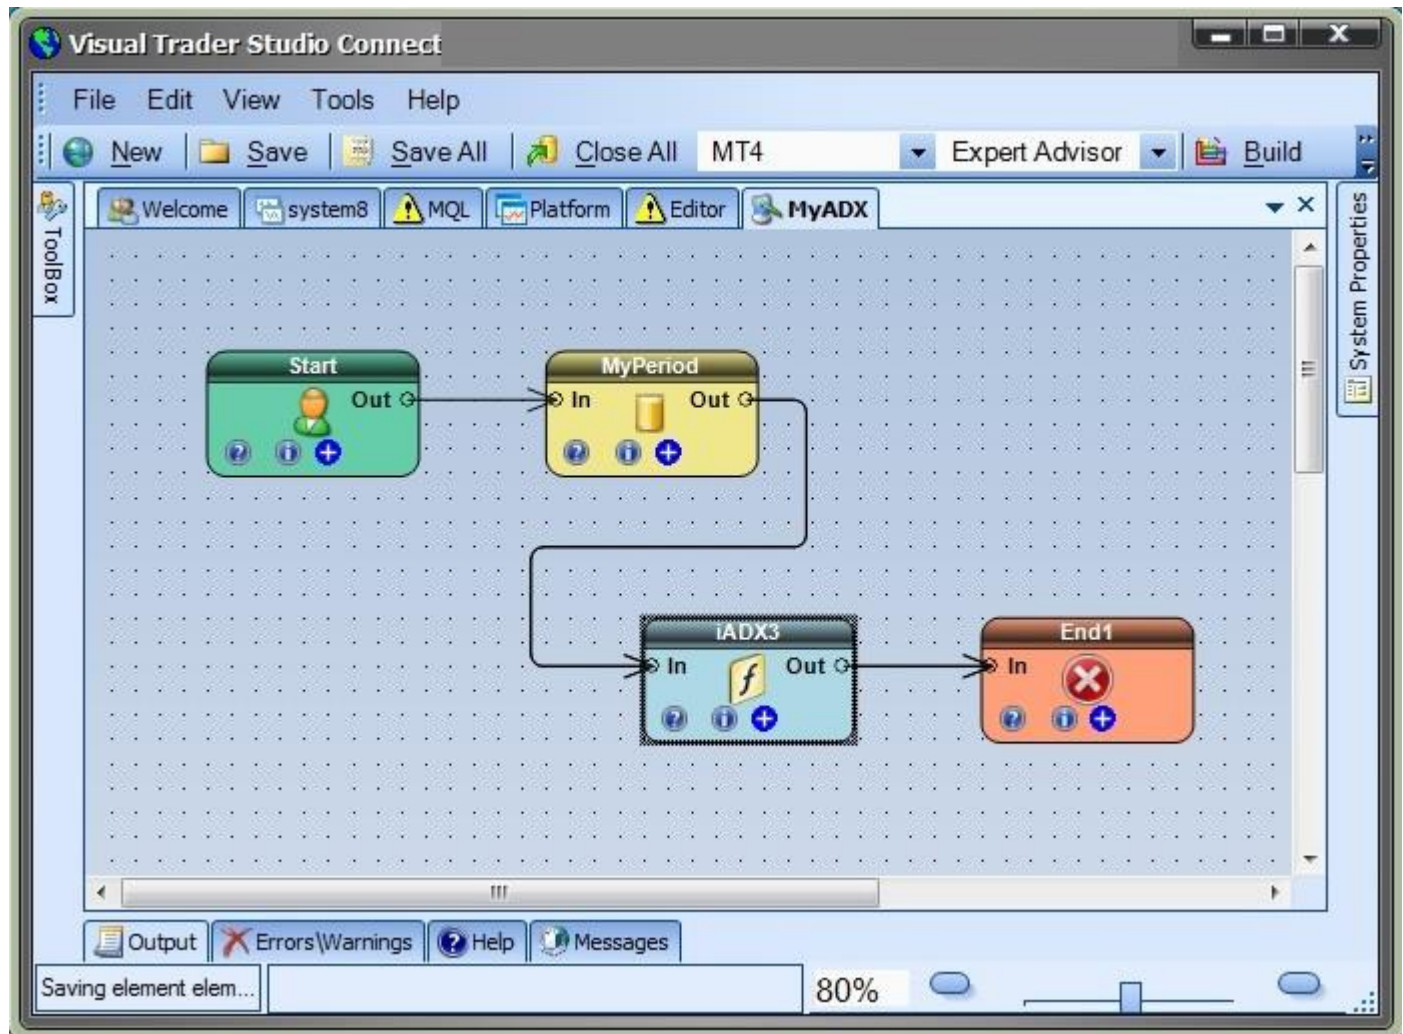 Visual Trader Studio Connect
File Edit View Tools Help
New Save Save All Close All MT4 Expert Advisor Build
ToolBox
Welcome system8 MQL Platform Editor MyADX
System Properties
Start
Out
MyPeriod
In Out
iADX3
In Out
End1
In
Output Errors\Warnings Help Messages
Saving element elem...
80%